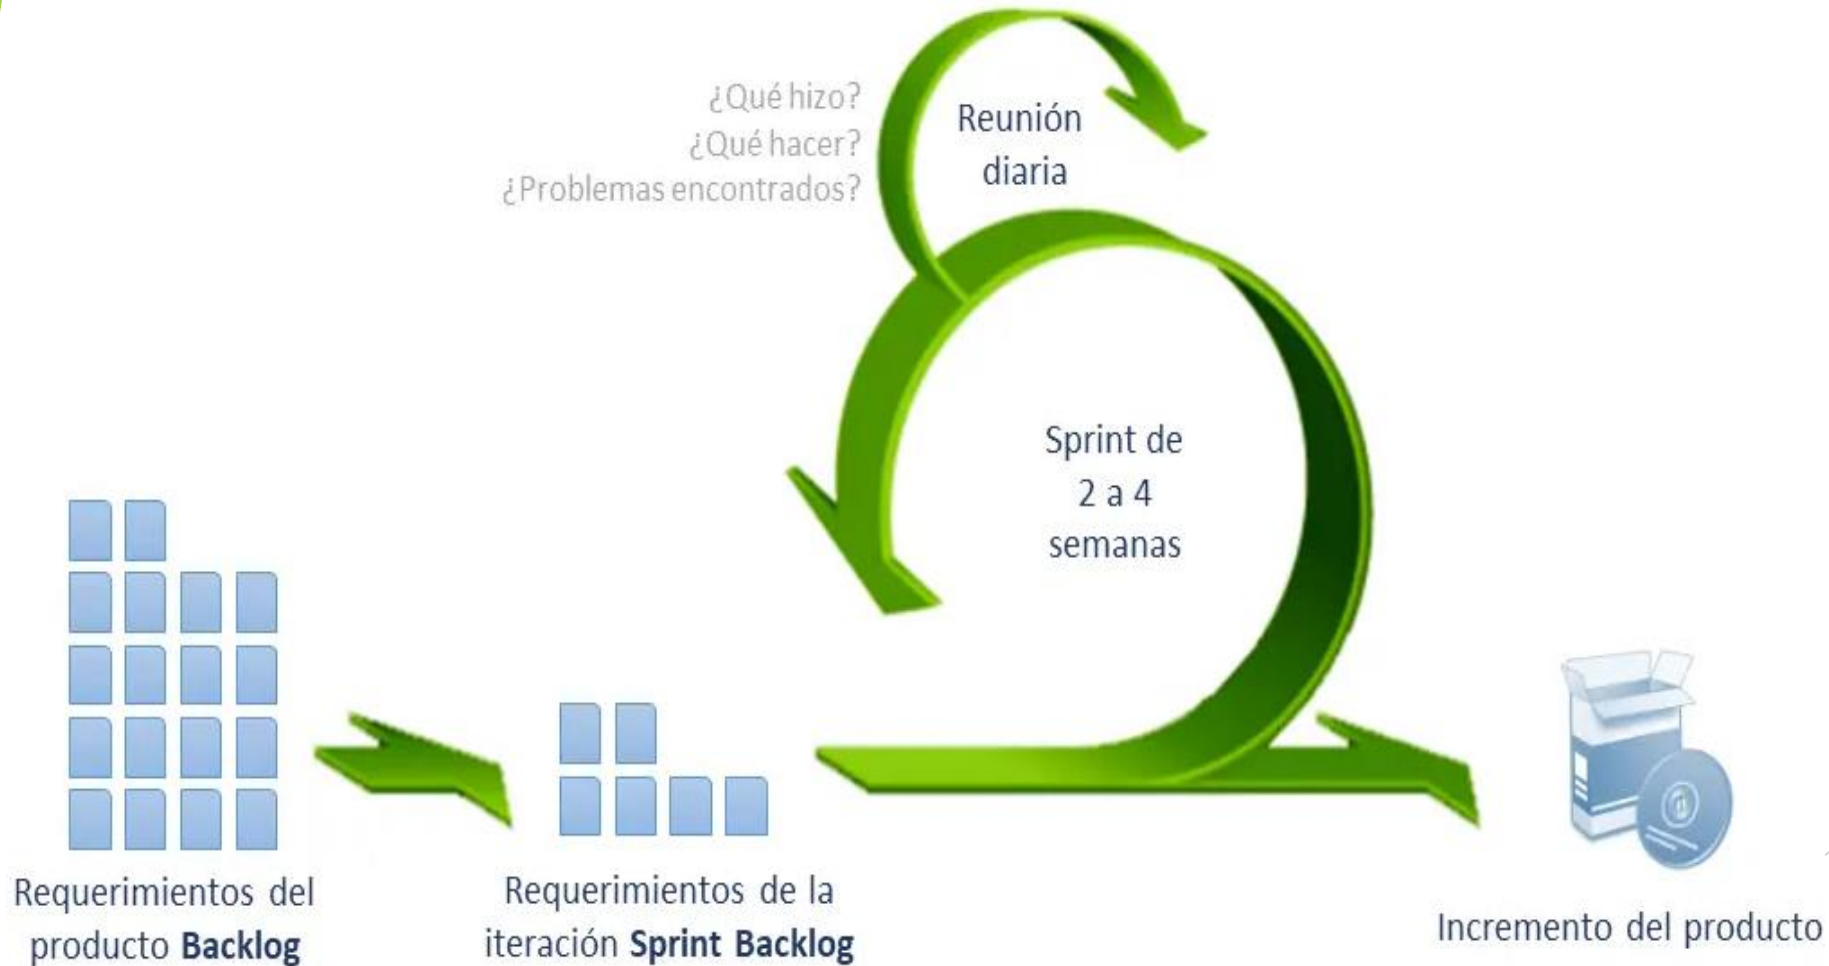 ¿Qué hizo?
¿Qué hacer?
¿Problemas encontrados?
Reunión
diaria
Sprint de
2 a 4
semanas
Requerimientos del
producto Backlog
Requerimientos de la
iteración Sprint Backlog
Incremento del producto